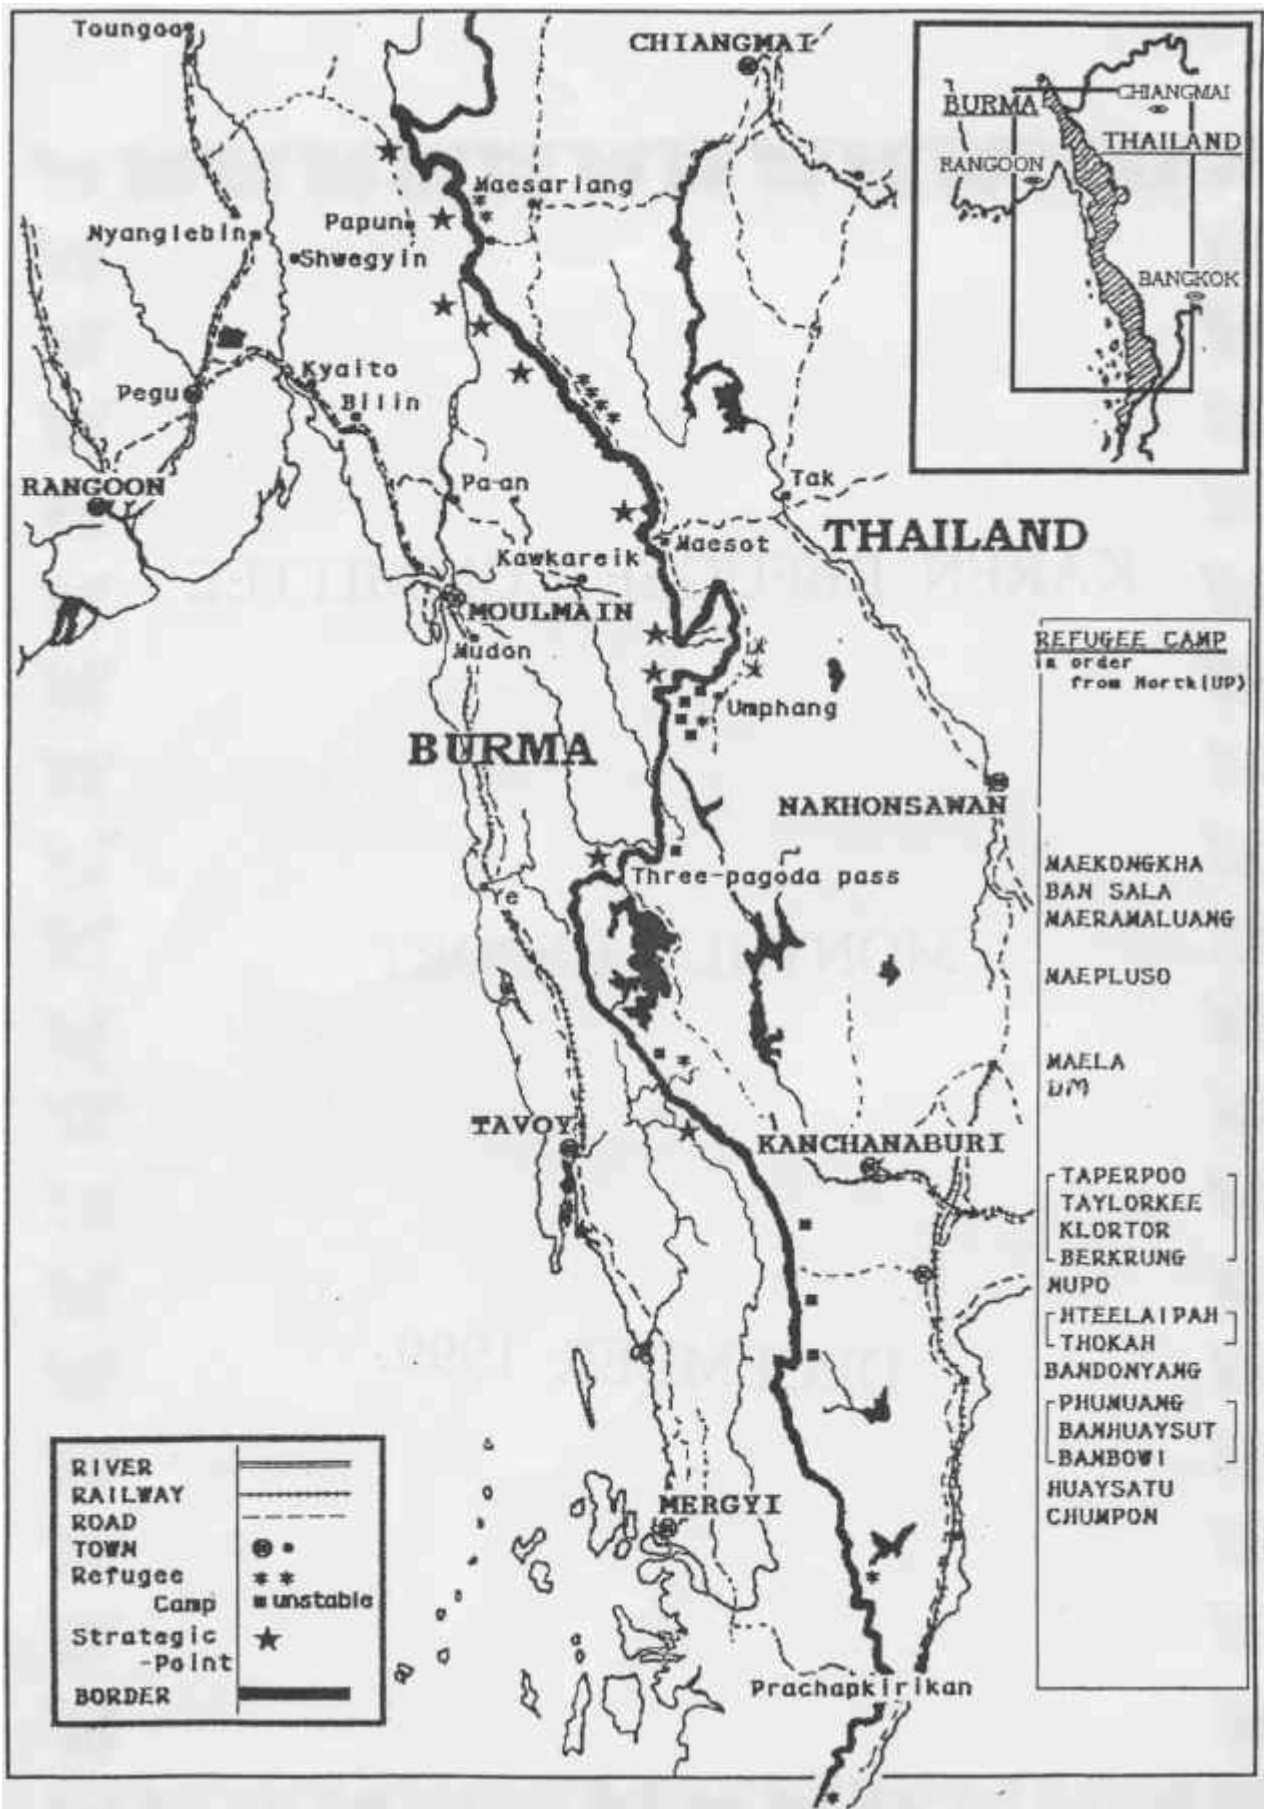 Toungoo
CHIANGMAI
BURMA
CHIANGMAI
THAILAND
RANGOON
BANGKOK
Maesariang
Papun
Nyanglebin
Shwegyin
Kyaito
Pegu
Bilin
RANGOON
Pa-an
Tak
THAILAND
Maesot
Kawkareik
MOULMAIN
Mudon
Umphang
BURMA
NAKHONSAWAN
Three-pagoda pass
Ye
TAVOY
KANCHANABURI
MERGYI
Prachapkirikan
REFUGEE CAMP
in order
from North(UP)
MAEKONGKHA
BAN SALA
MAERAMALUANG
MAEPLUSO
MAELA
DM
TAPERPOO
TAYLORKEE
KLORTOR
BERKRUNG
MUPO
HTEELAIPAH
THOKAH
BANDONYANG
PHUMUANG
BANHUAYSUT
BANBOWI
HUAYSATU
CHUMPON
RIVER
RAILWAY
ROAD
TOWN
Refugee
Camp unstable
Strategic
-Point
BORDER